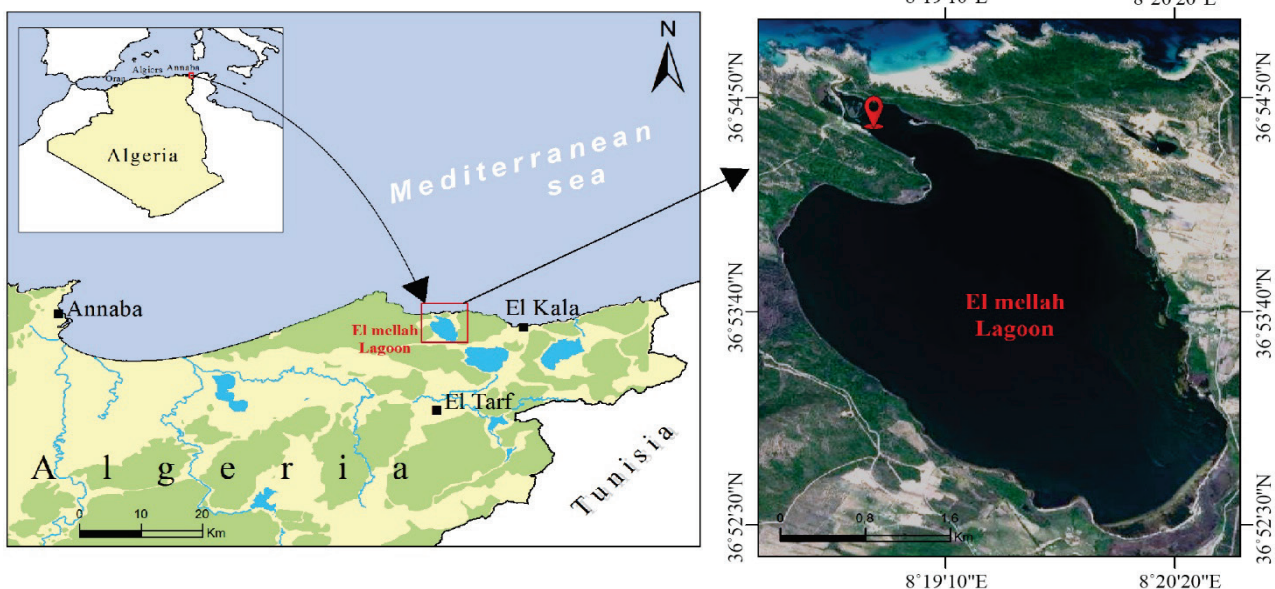 Oran
Algiers
Annaba
Algeria
N
Mediterranean
sea
Annaba
El Kala
El mellah
Lagoon
El Tarf
Algeria
Tunisia
0 10 20
Km
8°19'10"E 8°20'20"E
36°54'50"N 36°54'50"N
36°53'40"N 36°53'40"N
El mellah
Lagoon
36°52'30"N 36°52'30"N
0 0,8 1,6
Km
8°19'10"E 8°20'20"E